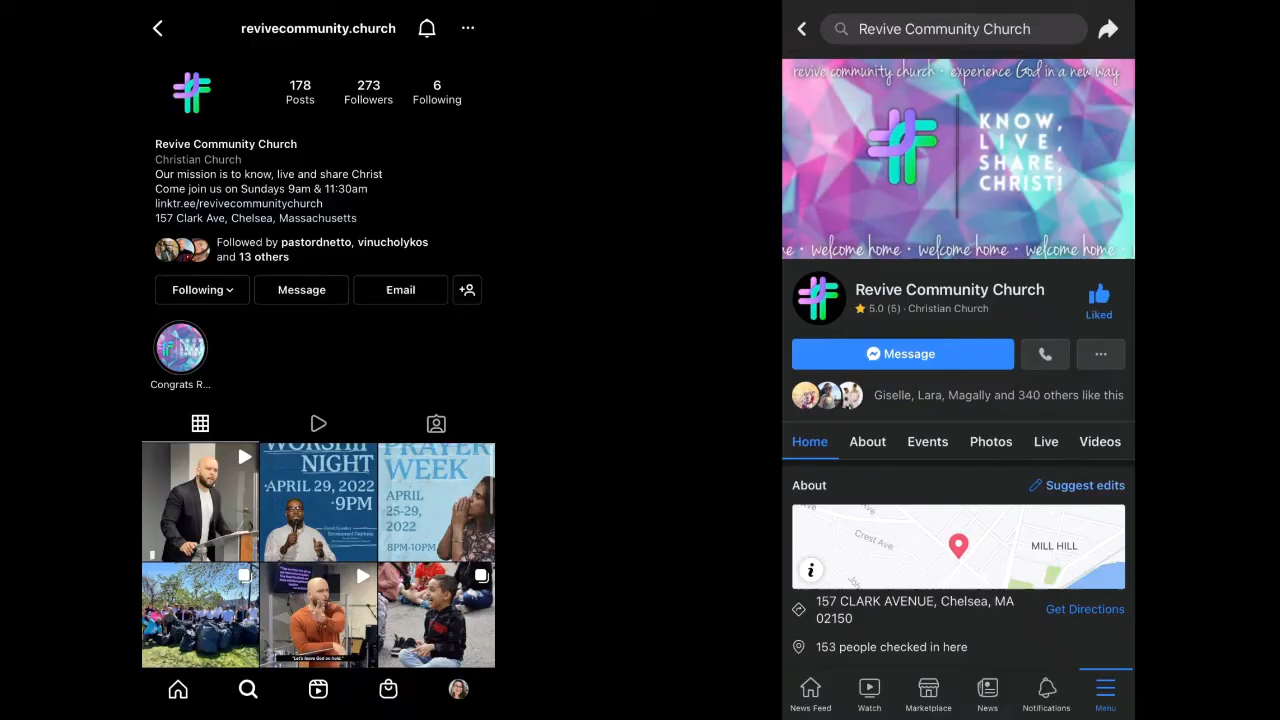 revivecommunity.church
178
Posts
273
Followers
6
Following
Revive Community Church
Christian Church
Our mission is to know, live and share Christ
Come join us on Sundays 9am & 11:30am
linktr.ee/revivecommunitychurch
157 Clark Ave, Chelsea, Massachusetts
Followed by pastordnetto, vinucholykos
and 13 others
Following
Message
Email
Congrats R...
WORSHIP
NIGHT
APRIL 29, 2022
9PM
PRAYER
WEEK
APRIL
25-29,
2022
8PM-10PM
"Let's leave God on hold."
Revive Community Church
revive community church • experience God in a new way.
KNOW,
LIVE,
SHARE,
CHRIST!
e • welcome home • welcome home • welcome home •
Revive Community Church
5.0 (5) · Christian Church
Liked
Message
Giselle, Lara, Magally and 340 others like this
Home
About
Events
Photos
Live
Videos
About
Suggest edits
Crest Ave
MILL HILL
157 CLARK AVENUE, Chelsea, MA
02150
Get Directions
153 people checked in here
News Feed
Watch
Marketplace
News
Notifications
Menu